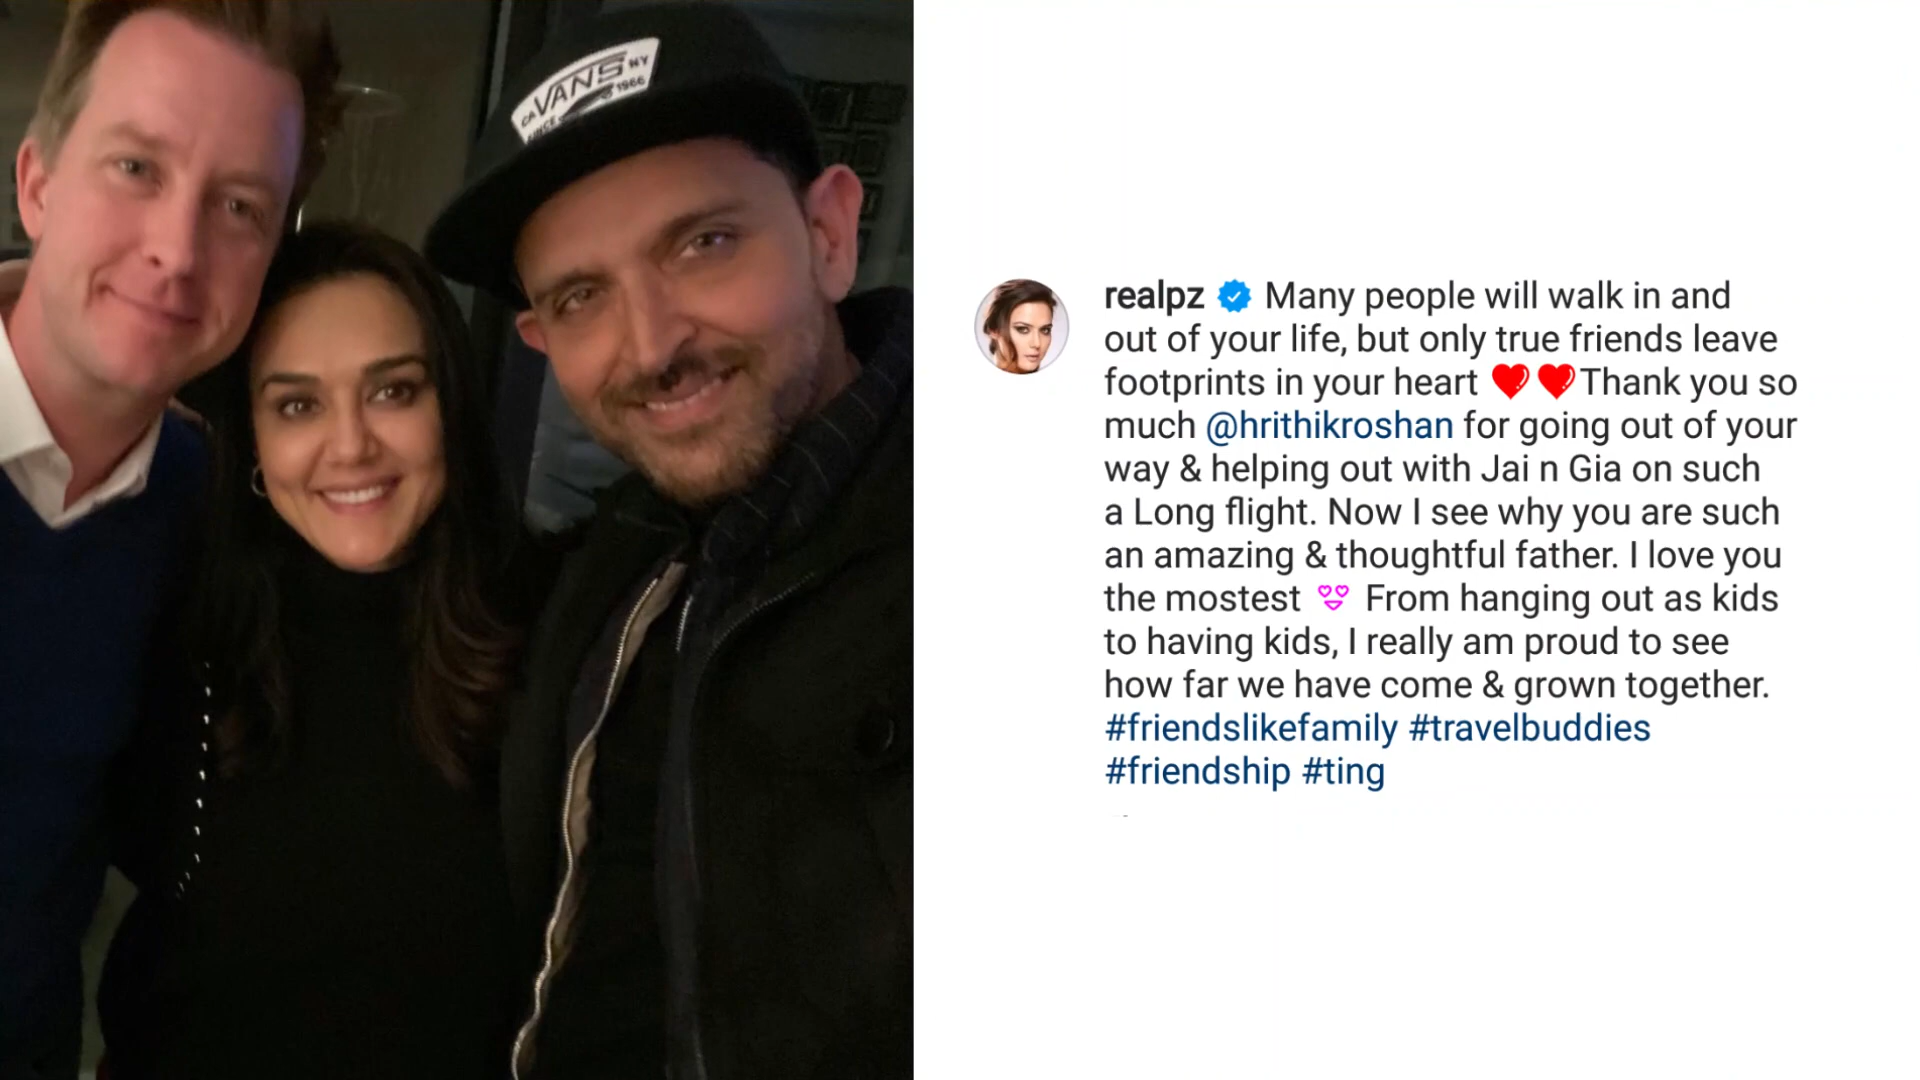 CA VANS NY
SINCE 1966
realpz Many people will walk in and
out of your life, but only true friends leave
footprints in your heart ❤️❤️Thank you so
much @hrithikroshan for going out of your
way & helping out with Jai n Gia on such
a Long flight. Now I see why you are such
an amazing & thoughtful father. I love you
the mostest 😍 From hanging out as kids
to having kids, I really am proud to see
how far we have come & grown together.
#friendslikefamily #travelbuddies
#friendship #ting